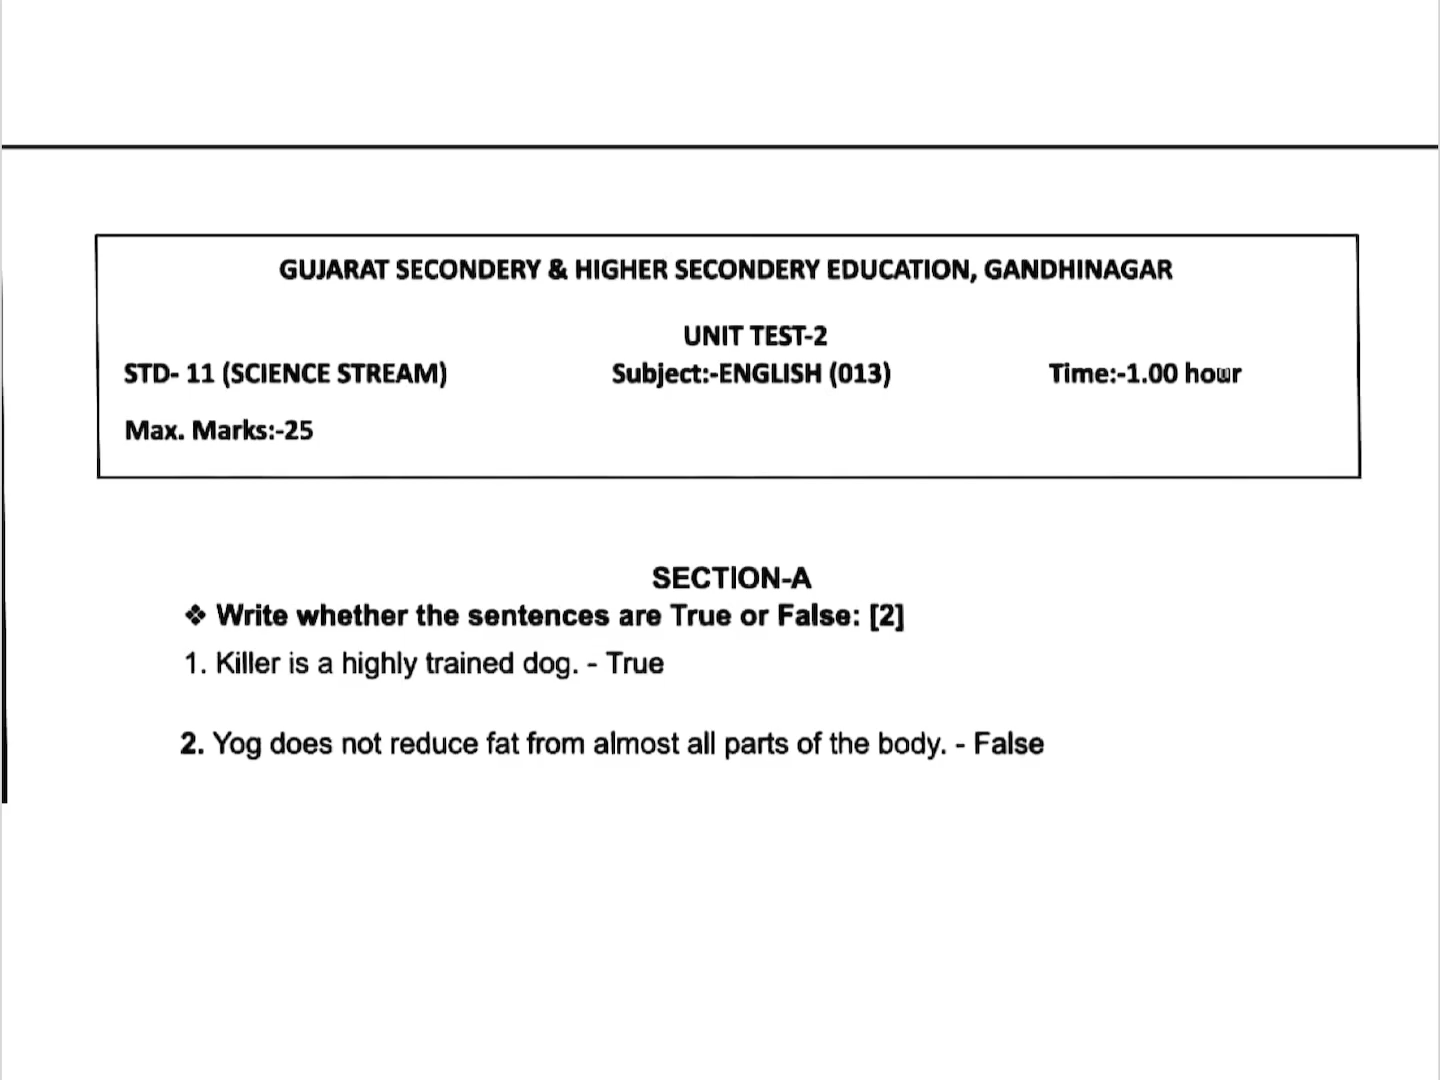 GUJARAT SECONDERY & HIGHER SECONDERY EDUCATION, GANDHINAGAR
UNIT TEST-2
STD- 11 (SCIENCE STREAM) Subject:-ENGLISH (013) Time:-1.00 hour
Max. Marks:-25
SECTION-A
❖ Write whether the sentences are True or False: [2]
1. Killer is a highly trained dog. - True
2. Yog does not reduce fat from almost all parts of the body. - False